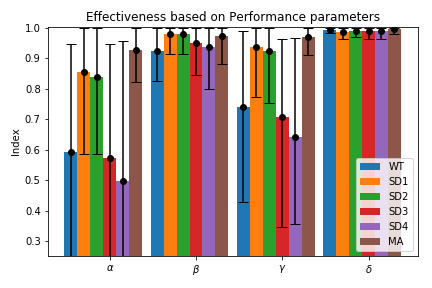 Effectiveness based on Performance parameters
Index
1.0
0.9
0.8
0.7
0.6
0.5
0.4
0.3
α
β
γ
δ
WT
SD1
SD2
SD3
SD4
MA